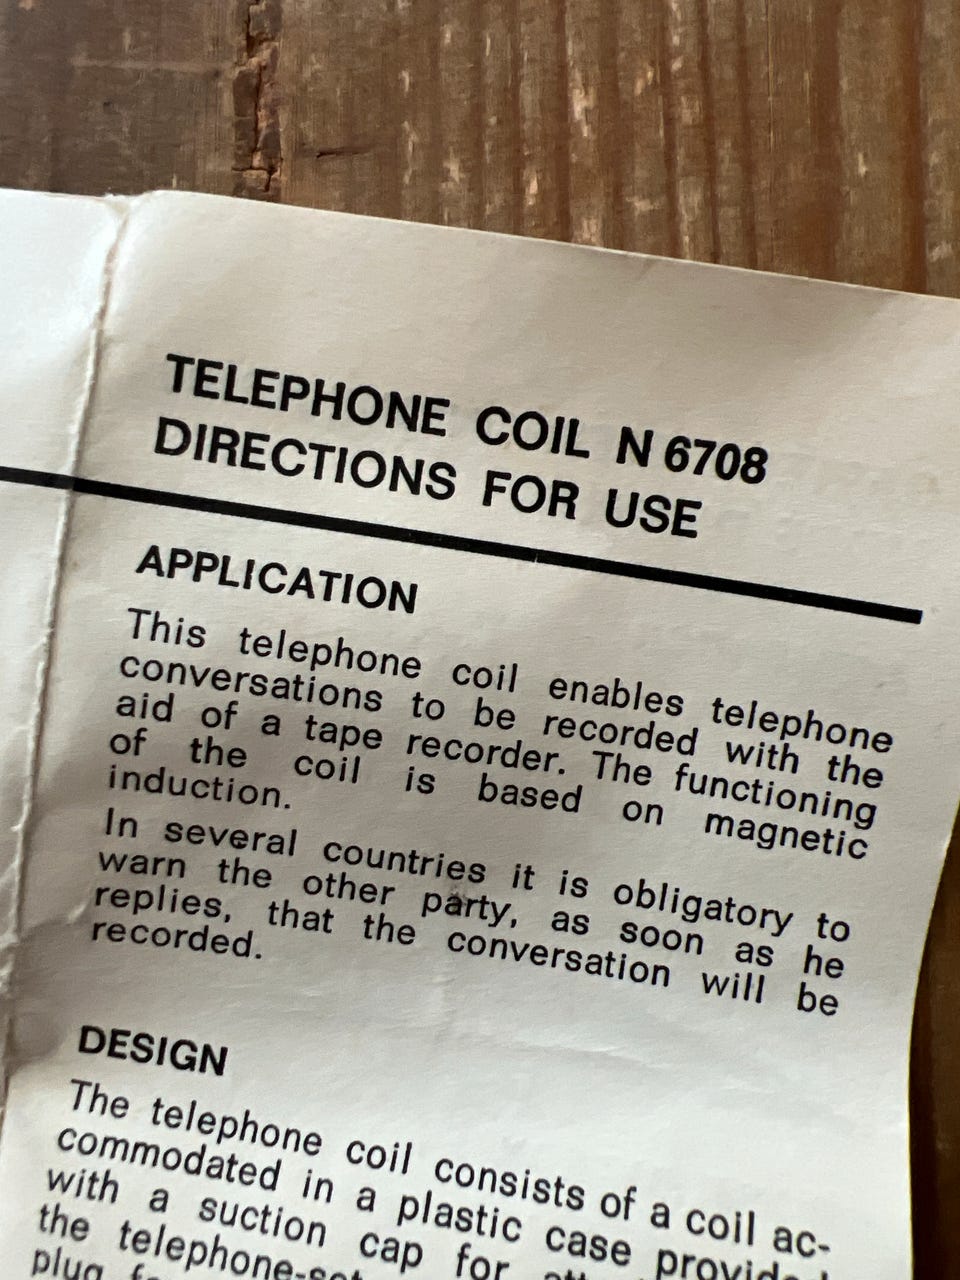 TELEPHONE COIL N 6708
DIRECTIONS FOR USE
APPLICATION
This telephone coil enables telephone
conversations to be recorded with the
aid of a tape recorder. The functioning
of the coil is based on magnetic
induction.
In several countries it is obligatory to
warn the other party, as soon as he
replies, that the conversation will be
recorded.
DESIGN
The telephone coil consists of a coil ac-
commodated in a plastic case
with a suction cap for
the
plug